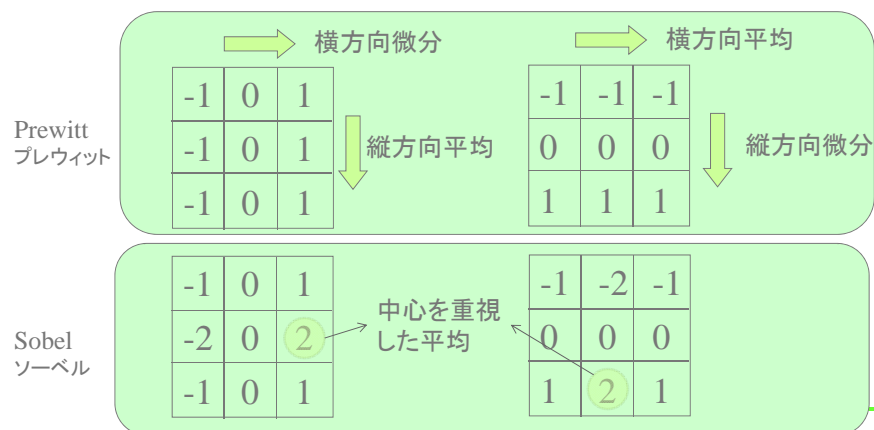 横方向微分
横方向平均
Prewitt
プレウィット
-1 0 1
-1 0 1
-1 0 1
縦方向平均
-1 -1 -1
0 0 0
1 1 1
縦方向微分
Sobel
ソーベル
-1 0 1
-2 0 2
-1 0 1
中心を重視
した平均
-1 -2 -1
0 0 0
1 2 1